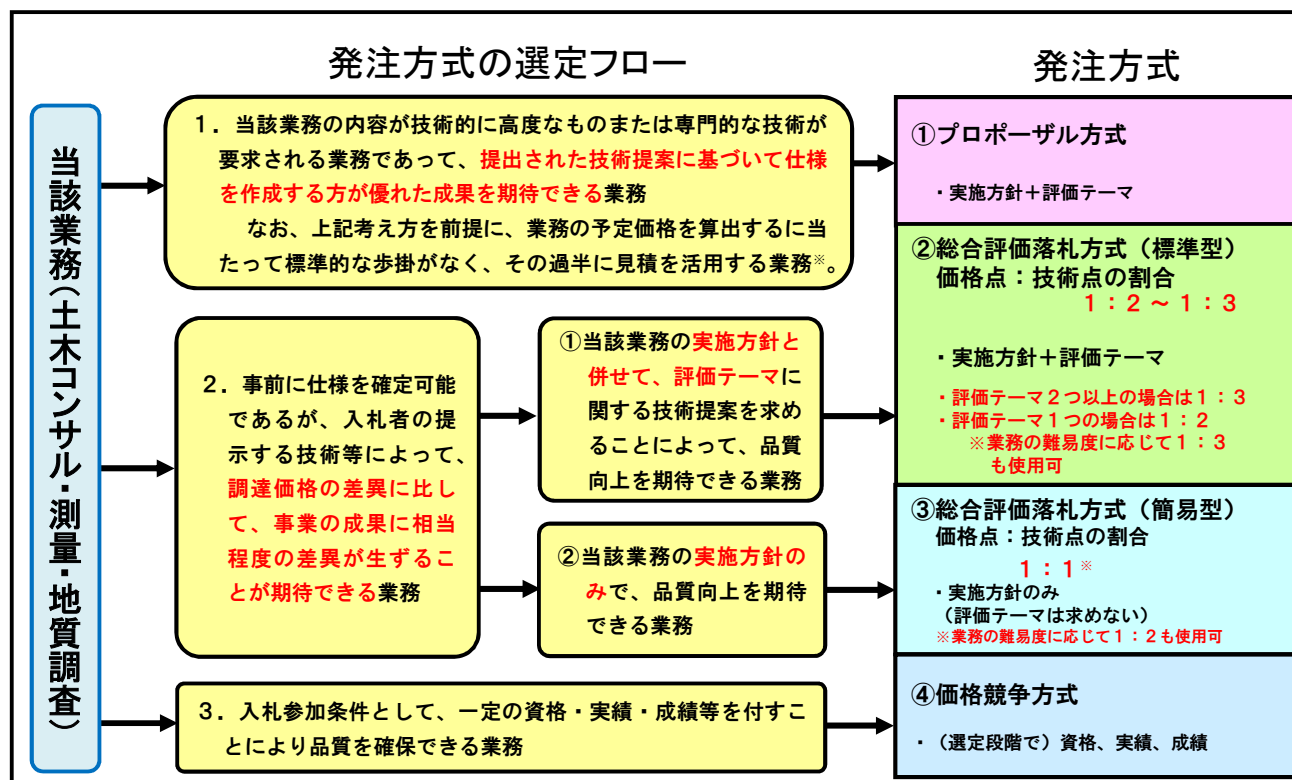 発注方式の選定フロー
発注方式
当該業務(土木コンサル・測量・地質調査)
1.当該業務の内容が技術的に高度なものまたは専門的な技術が
要求される業務であって、提出された技術提案に基づいて仕様
を作成する方が優れた成果を期待できる業務
なお、上記考え方を前提に、業務の予定価格を算出するに当
たって標準的な歩掛がなく、その過半に見積を活用する業務※。
①プロポーザル方式
・実施方針+評価テーマ
2.事前に仕様を確定可能
であるが、入札者の提
示する技術等によって、
調達価格の差異に比し
て、事業の成果に相当
程度の差異が生ずるこ
とが期待できる業務
①当該業務の実施方針と
併せて、評価テーマに
関する技術提案を求め
ることによって、品質
向上を期待できる業務
②総合評価落札方式(標準型)
価格点:技術点の割合
1:2~1:3
・実施方針+評価テーマ
・評価テーマ2つ以上の場合は1:3
・評価テーマ1つの場合は1:2
※業務の難易度に応じて1:3
も使用可
②当該業務の実施方針の
みで、品質向上を期待
できる業務
③総合評価落札方式(簡易型)
価格点:技術点の割合
1:1※
・実施方針のみ
(評価テーマは求めない)
※業務の難易度に応じて1:2も使用可
3.入札参加条件として、一定の資格・実績・成績等を付すこ
とにより品質を確保できる業務
④価格競争方式
・(選定段階で)資格、実績、成績